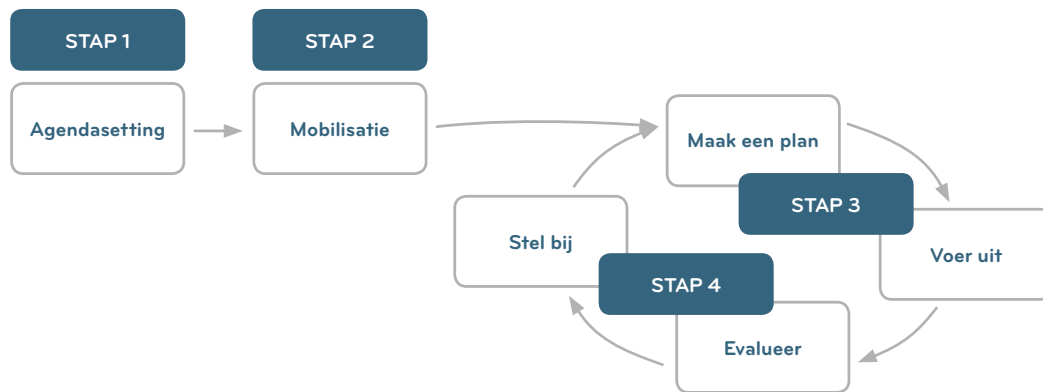 STAP 1
STAP 2
Agendasetting
Mobilisatie
Maak een plan
STAP 3
Voer uit
Stel bij
STAP 4
Evalueer